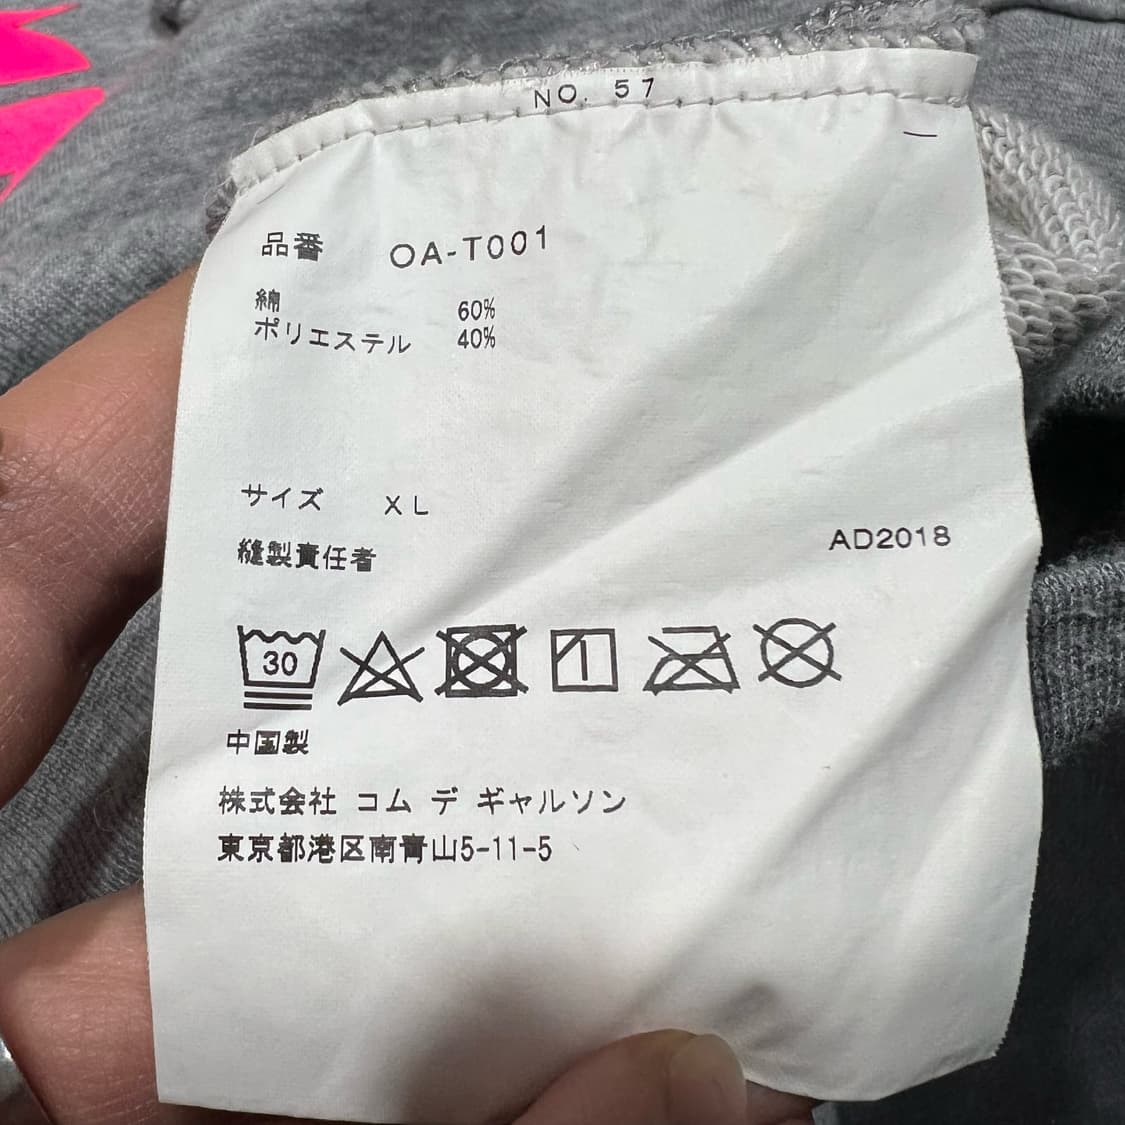 NO. 57
品番 OA-T001
綿 60%
ポリエステル 40%
サイズ XL
縫製責任者
AD2018
30
中国製
株式会社 コム デ ギャルソン
東京都港区南青山5-11-5